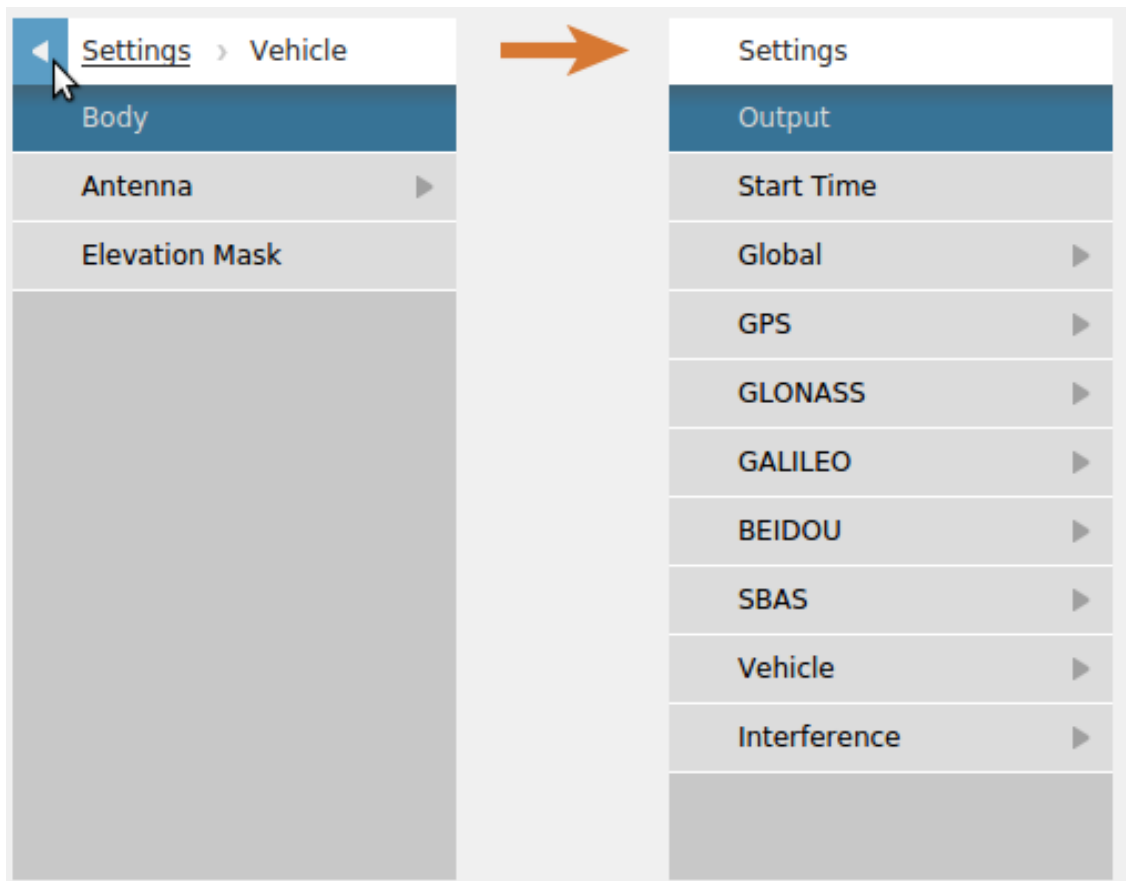 Settings › Vehicle
Body
Antenna
Elevation Mask
Settings
Output
Start Time
Global
GPS
GLONASS
GALILEO
BEIDOU
SBAS
Vehicle
Interference